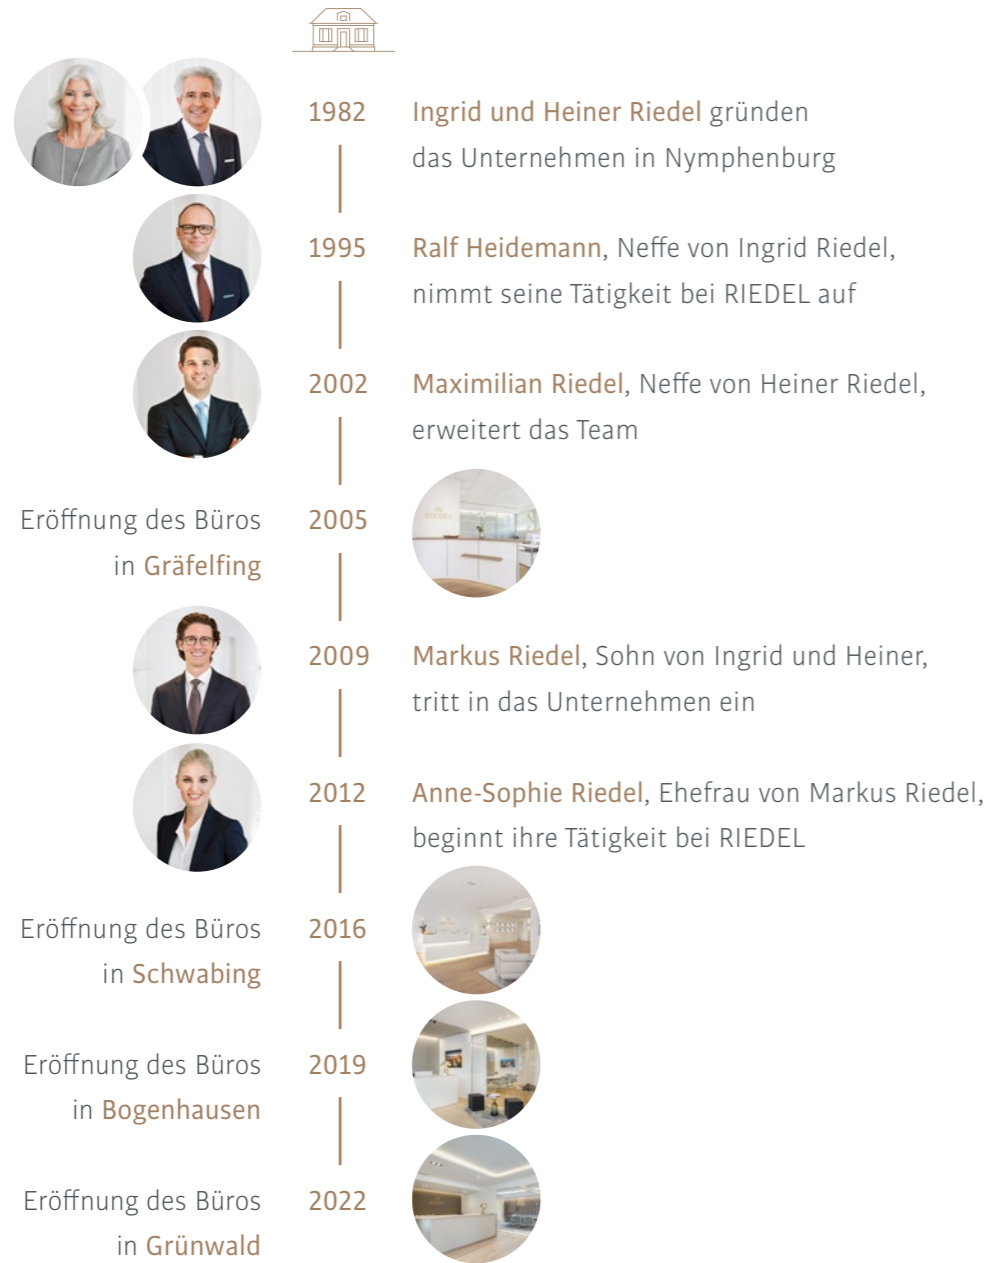 1982
Ingrid und Heiner Riedel gründen
das Unternehmen in Nymphenburg
1995
Ralf Heidemann, Neffe von Ingrid Riedel,
nimmt seine Tätigkeit bei RIEDEL auf
2002
Maximilian Riedel, Neffe von Heiner Riedel,
erweitert das Team
Eröffnung des Büros
in Gräfelfing
2005
RIEDEL
2009
Markus Riedel, Sohn von Ingrid und Heiner,
tritt in das Unternehmen ein
2012
Anne-Sophie Riedel, Ehefrau von Markus Riedel,
beginnt ihre Tätigkeit bei RIEDEL
Eröffnung des Büros
in Schwabing
2016
Eröffnung des Büros
in Bogenhausen
2019
Eröffnung des Büros
in Grünwald
2022